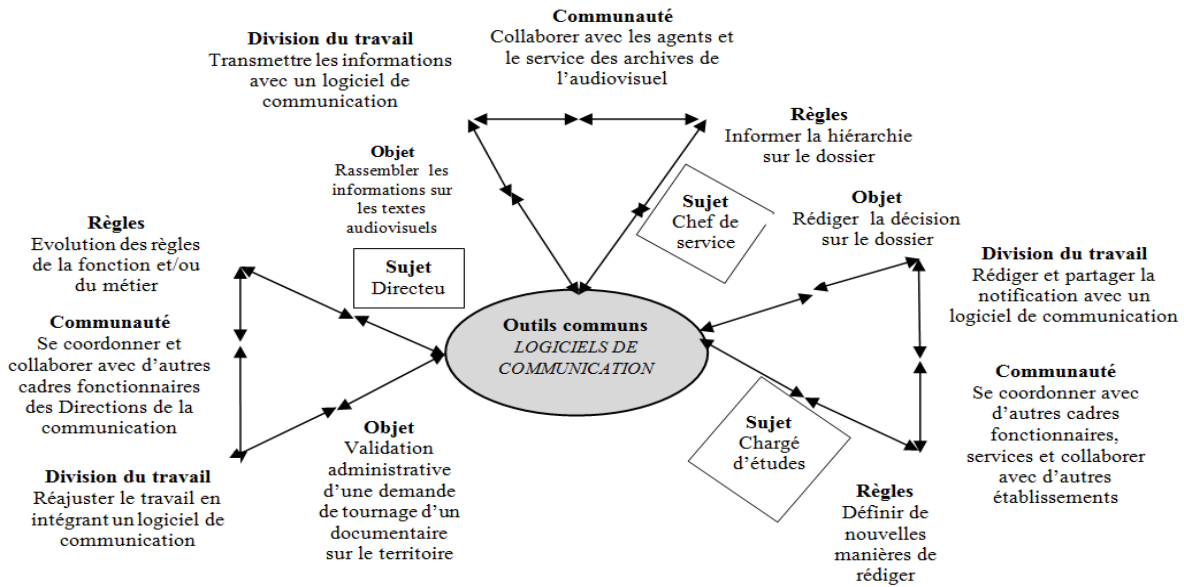 Communauté
Collaborer avec les agents et
le service des archives de
l'audiovisuel
Division du travail
Transmettre les informations
avec un logiciel de
communication
Règles
Informer la hiérarchie
sur le dossier
Objet
Rassembler les
informations sur
les textes
audiovisuels
Sujet
Chef de
service
Objet
Rédiger la décision
sur le dossier
Règles
Evolution des règles
de la fonction et/ou
du métier
Sujet
Directeu
Division du travail
Rédiger et partager la
notification avec un
logiciel de communication
Outils communs
LOGICIELS DE
COMMUNICATION
Communauté
Se coordonner et
collaborer avec d'autres
cadres fonctionnaires
des Directions de la
communication
Communauté
Se coordonner avec
d'autres cadres
fonctionnaires,
services et collaborer
avec d'autres
établissements
Sujet
Chargé
d'études
Objet
Validation
administrative
d'une demande
de tournage d'un
documentaire
sur le territoire
Division du travail
Réajuster le travail en
intégrant un logiciel de
communication
Règles
Définir de
nouvelles
manières de
rédiger